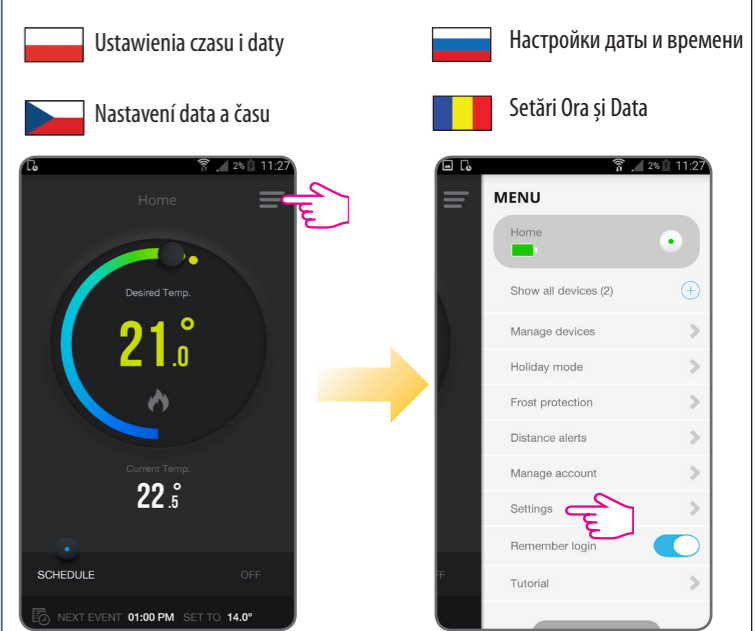 Ustawienia czasu i daty
Настройки даты и времени
Nastavení data a času
Setări Ora și Data
2% 11:27
Home
Desired Temp.
21.0°
Current Temp.
22.5°
SCHEDULE
OFF
NEXT EVENT 01:00 PM SET TO 14.0°
2% 11:27
MENU
Home
Show all devices (2)
Manage devices
Holiday mode
Frost protection
Distance alerts
Manage account
Settings
Remember login
Tutorial
FF